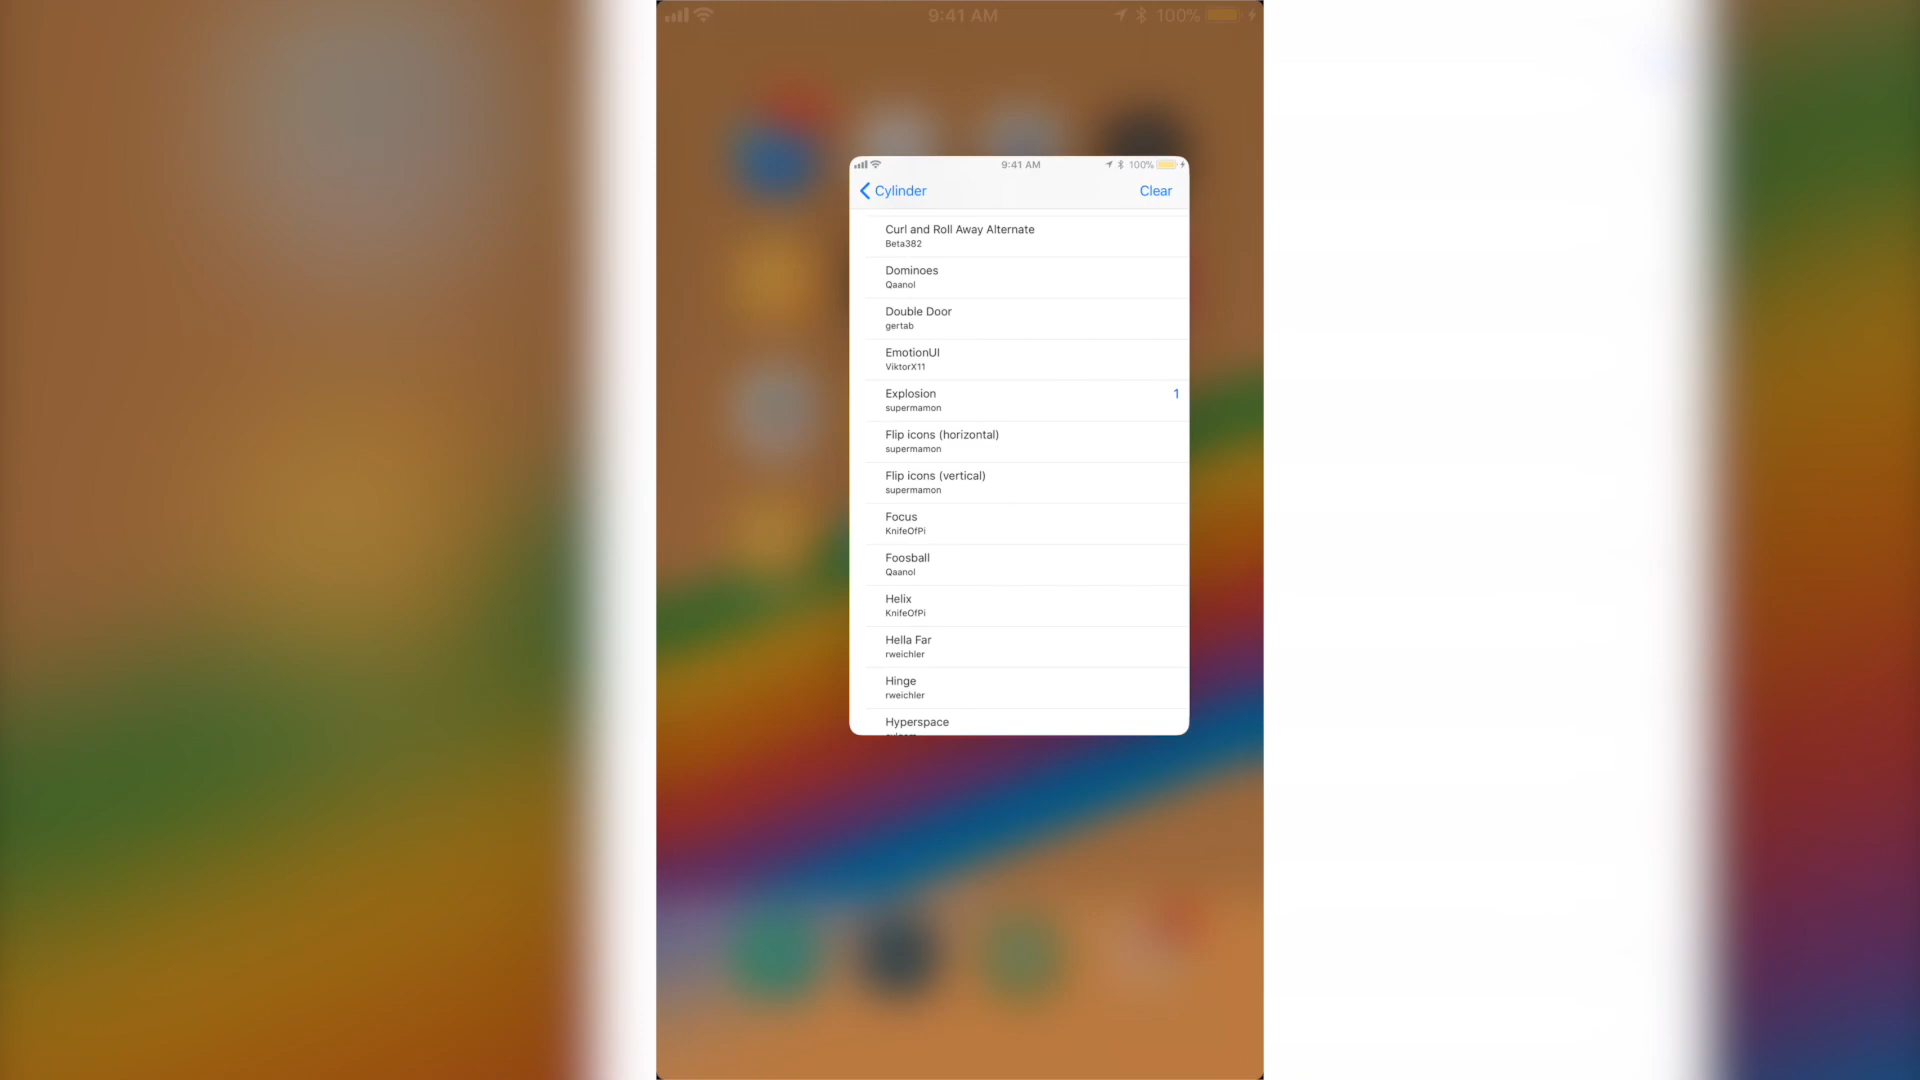 9:41 AM
100%
9:41 AM
100%
Cylinder
Clear
Curl and Roll Away Alternate
Beta382
Dominoes
Qaanol
Double Door
gertab
EmotionUI
ViktorX11
Explosion
1
supermamon
Flip icons (horizontal)
supermamon
Flip icons (vertical)
supermamon
Focus
KnifeOfPi
Foosball
Qaanol
Helix
KnifeOfPi
Hella Far
rweichler
Hinge
rweichler
Hyperspace